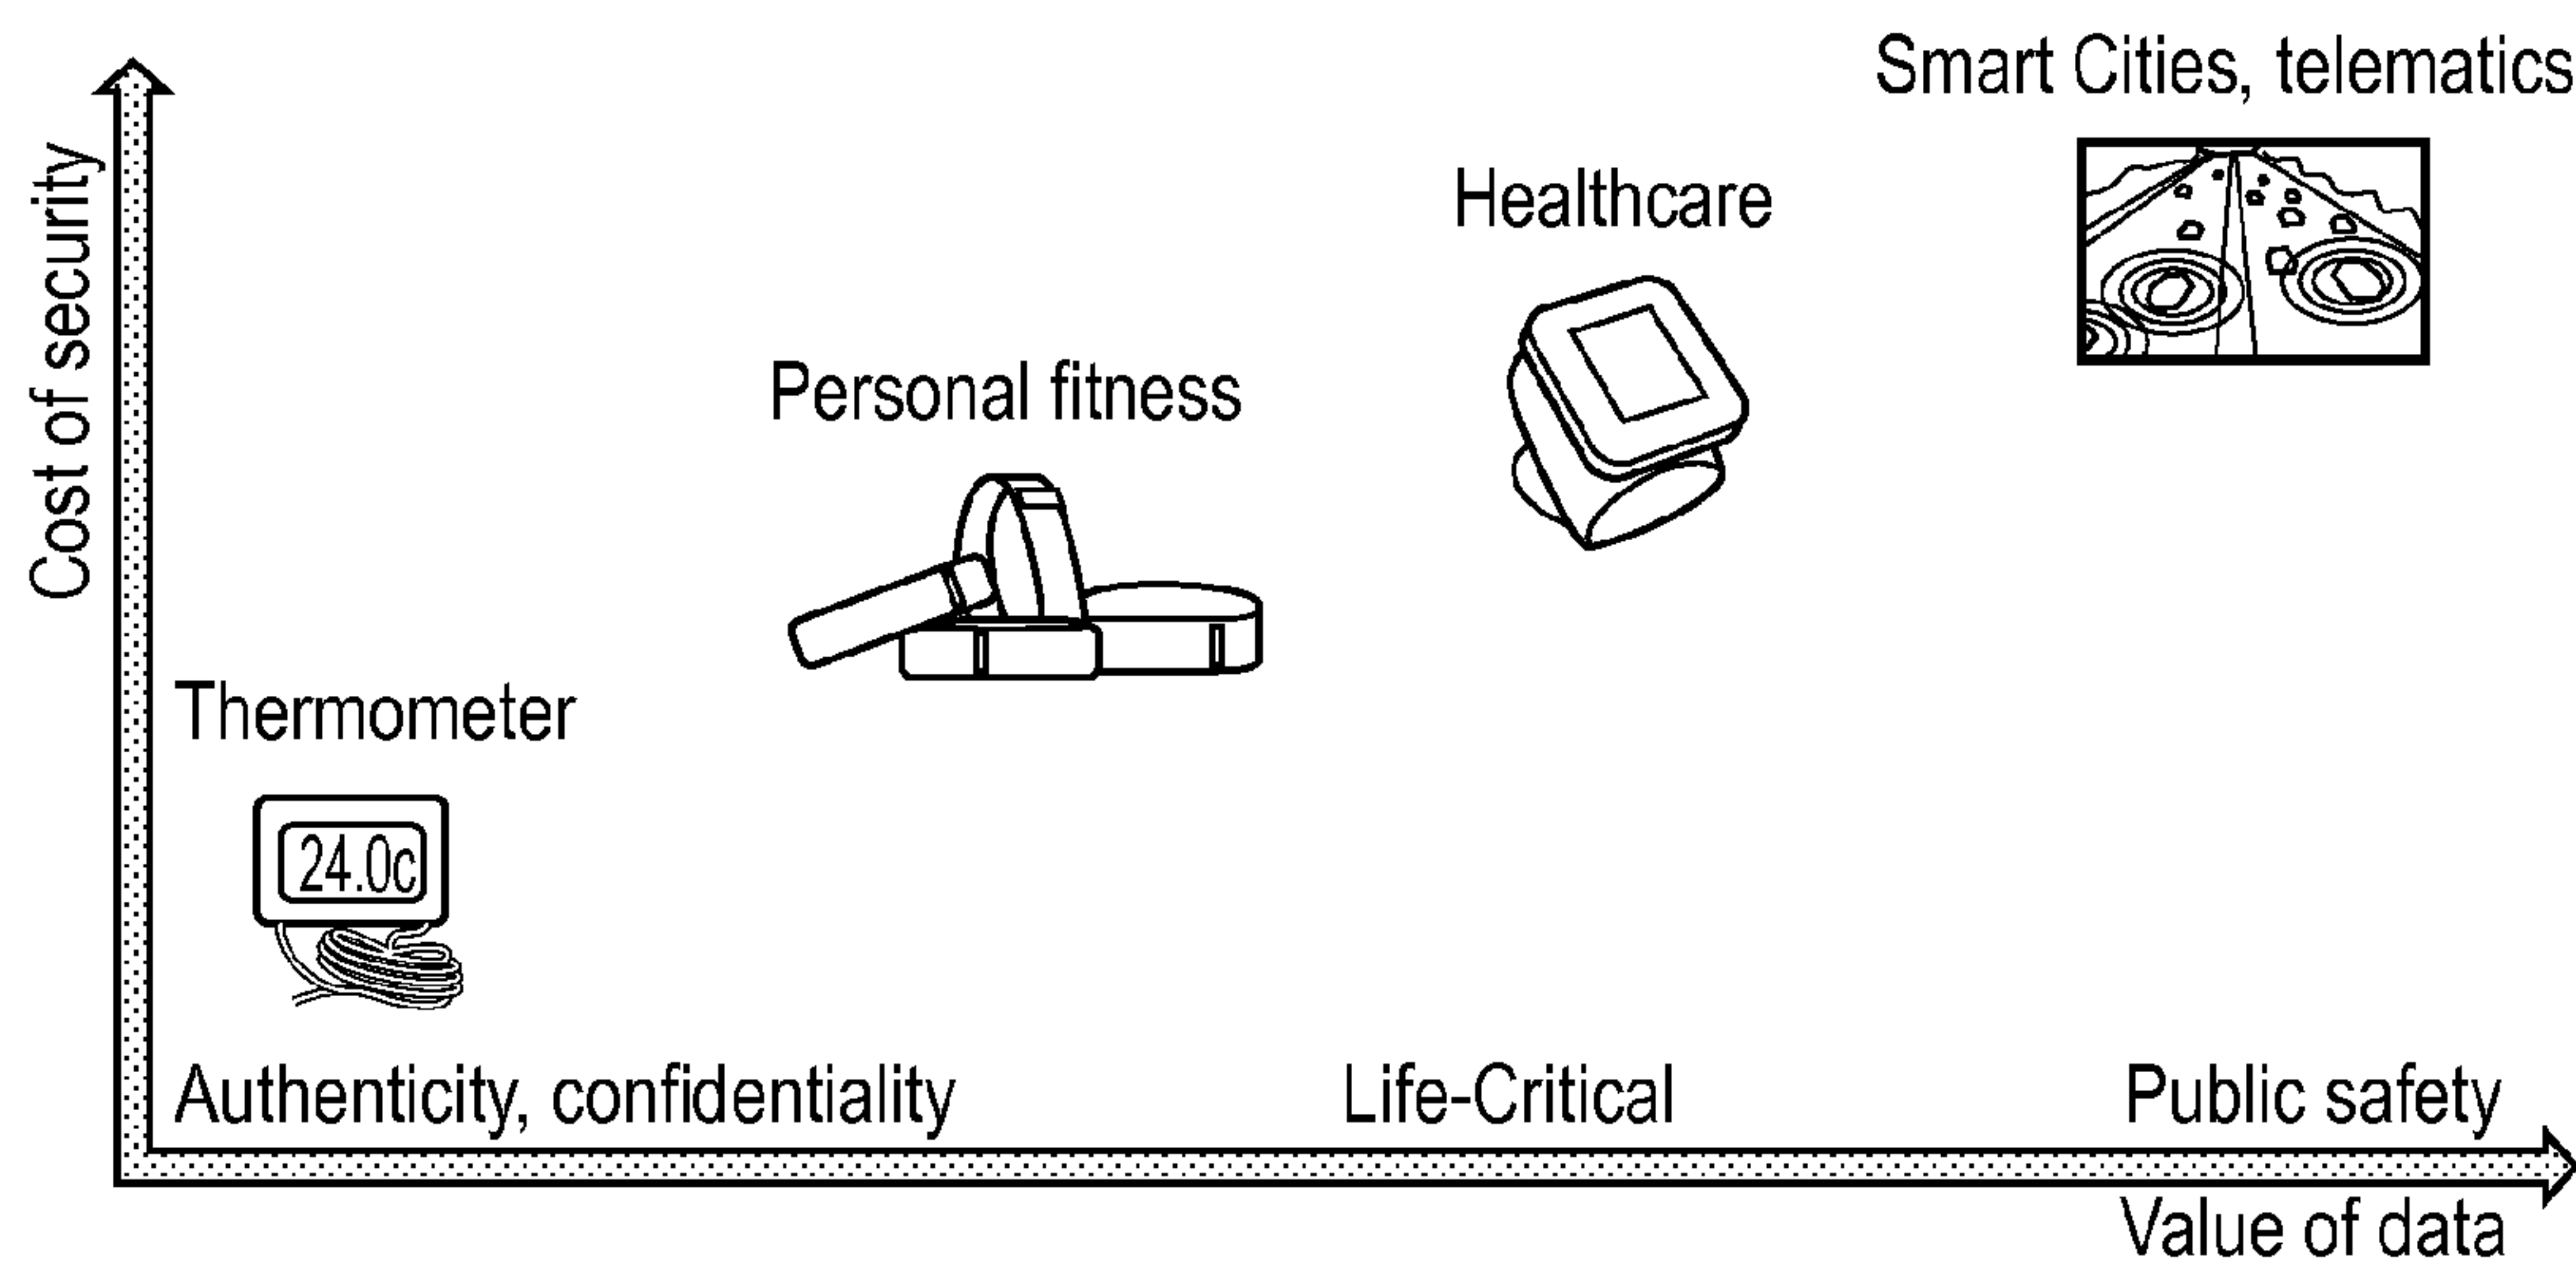 Smart Cities, telematics
Healthcare
Cost of security
Personal fitness
Thermometer
24.0c
Authenticity, confidentiality
Life-Critical
Public safety
Value of data